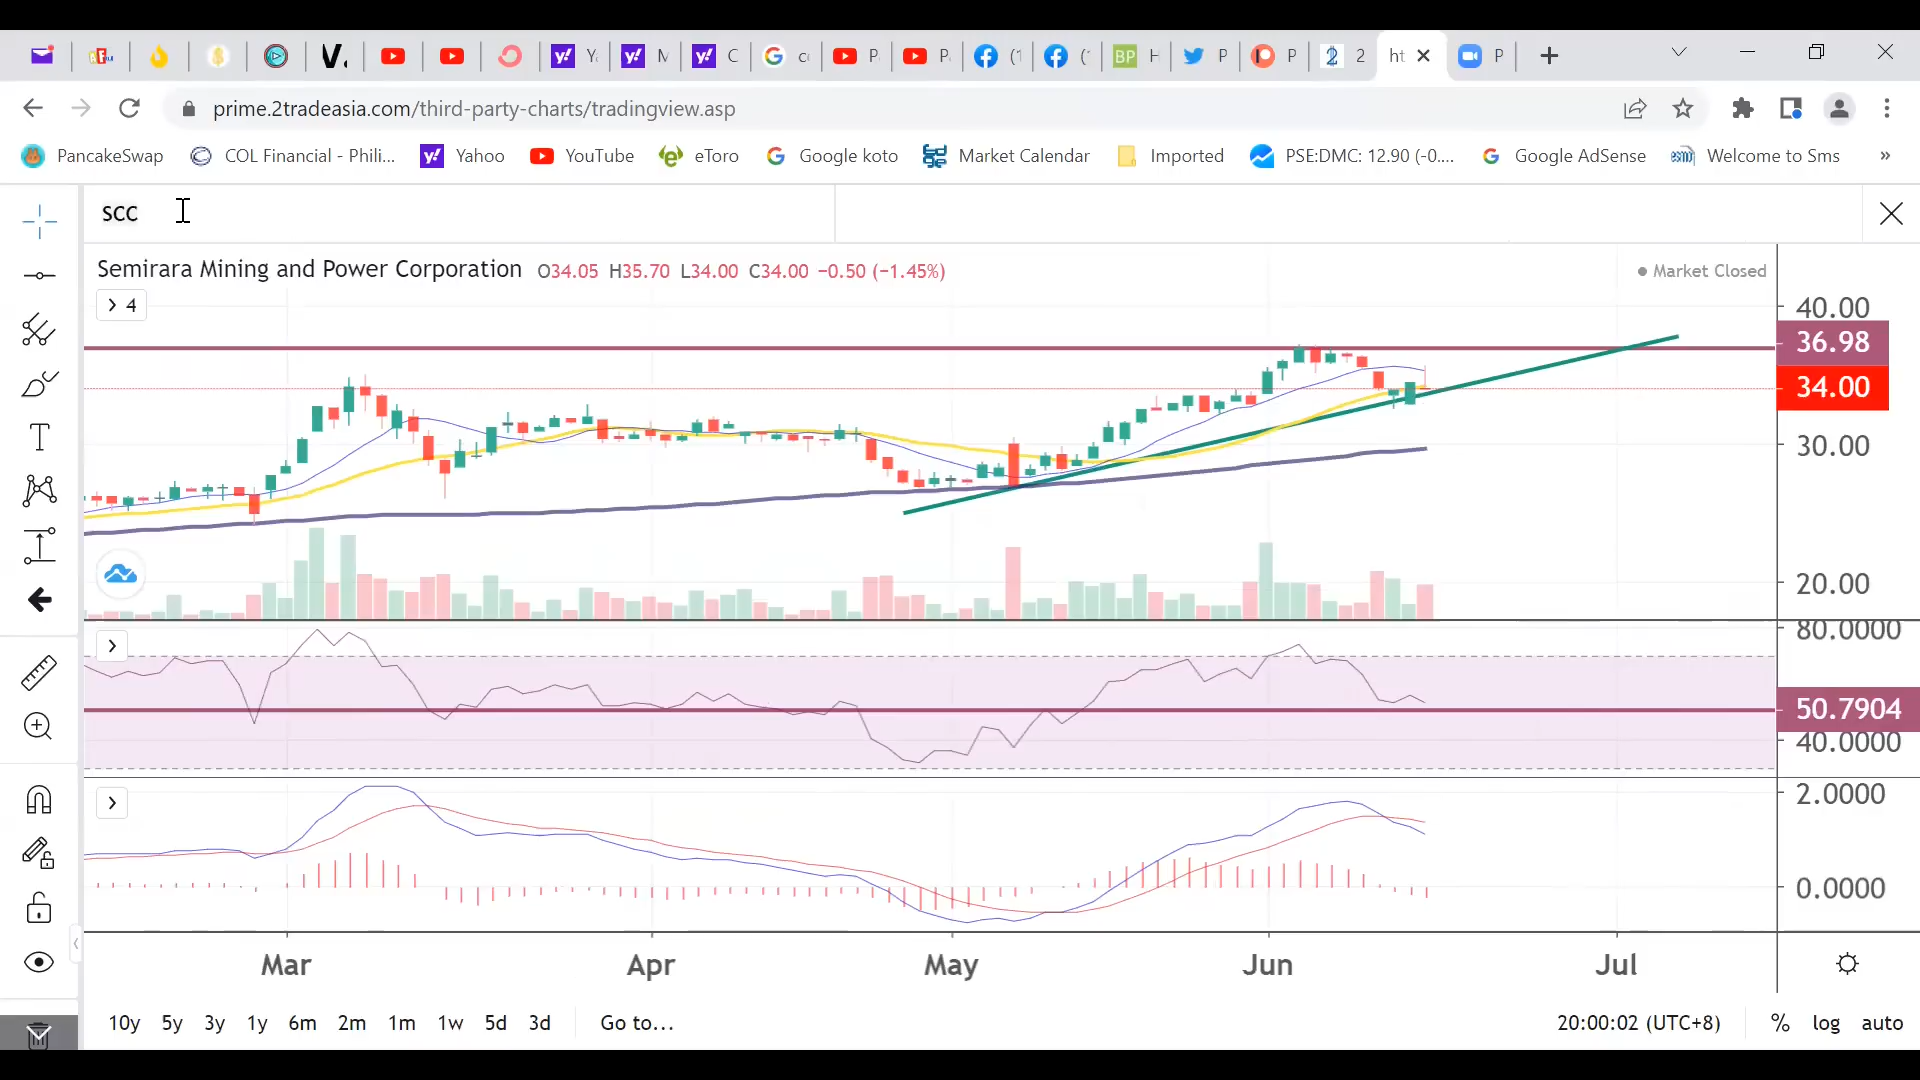 Y M C c P P (1 (1 H P P 2 ht P
prime.2tradeasia.com/third-party-charts/tradingview.asp
PancakeSwap COL Financial - Phili... Yahoo YouTube eToro Google koto Market Calendar Imported PSE:DMC: 12.90 (-0.... Google AdSense Welcome to Sms »
SCC
Semirara Mining and Power Corporation O34.05 H35.70 L34.00 C34.00 −0.50 (−1.45%) Market Closed
4
40.00
36.98
34.00
30.00
20.00
80.0000
50.7904
40.0000
2.0000
0.0000
Mar Apr May Jun Jul
10y 5y 3y 1y 6m 2m 1m 1w 5d 3d Go to... 20:00:02 (UTC+8) % log auto